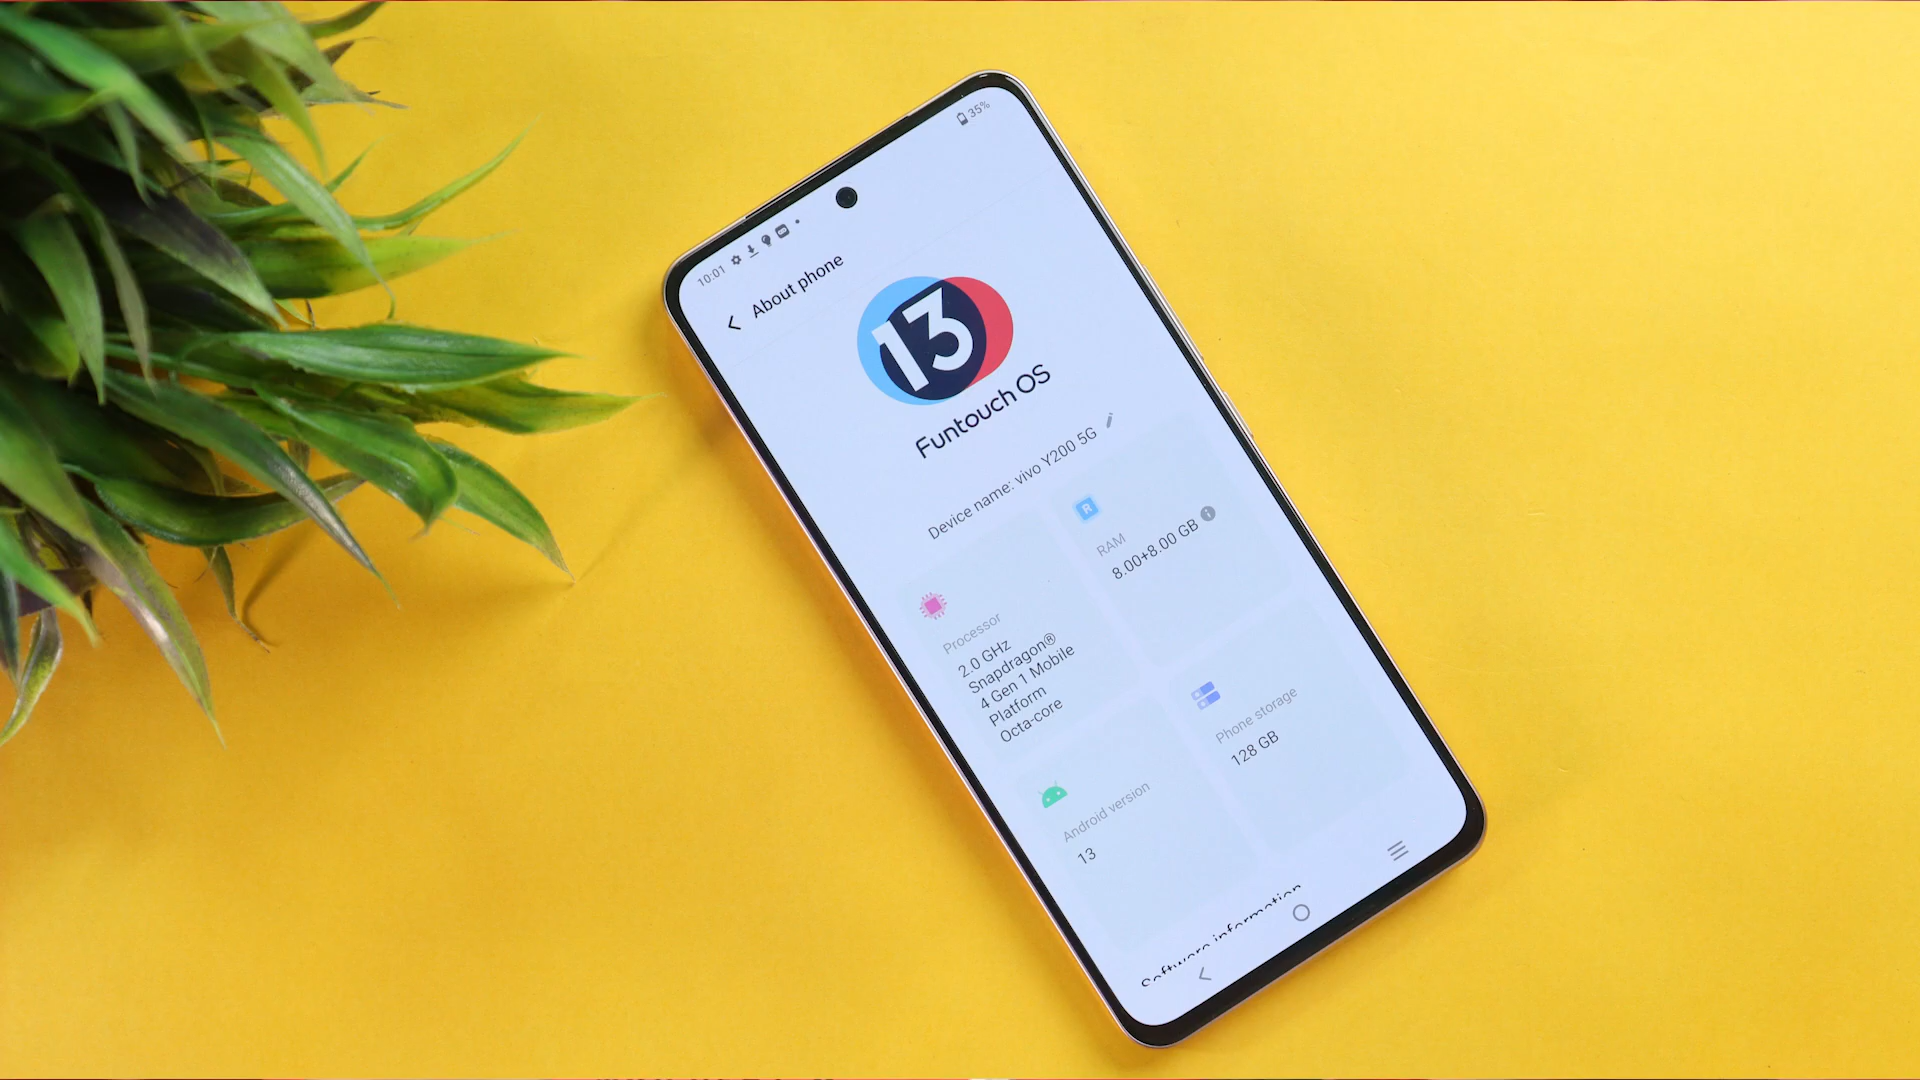 35%
10:01
About phone
13
Funtouch OS
Device name: vivo Y200 5G
R
RAM
8.00+8.00 GB
Processor
2.0 GHz
Snapdragon®
4 Gen 1 Mobile
Platform
Octa-core
Phone storage
128 GB
Android version
13
Software information